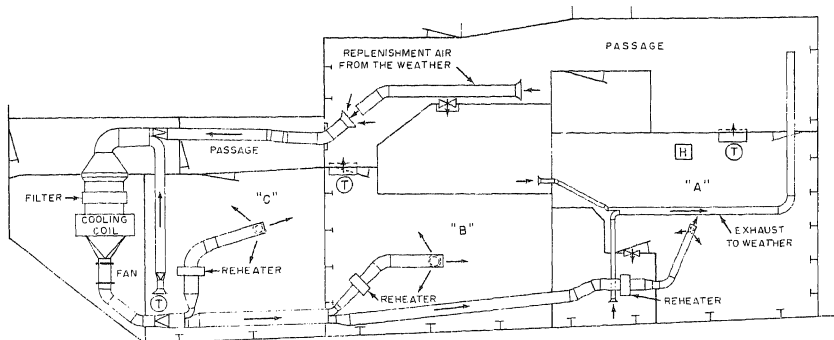 REPLENISHMENT AIR
FROM THE WEATHER
PASSAGE
PASSAGE
T
H
T
"A"
FILTER
COOLING
COIL
"C"
"B"
EXHAUST
TO WEATHER
FAN
T
REHEATER
REHEATER
REHEATER